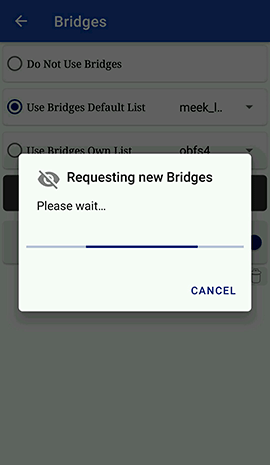 Bridges
Do Not Use Bridges
Use Bridges Default List meek_l..
Use Bridges Own List obfs4
Requesting new Bridges
Please wait...
CANCEL